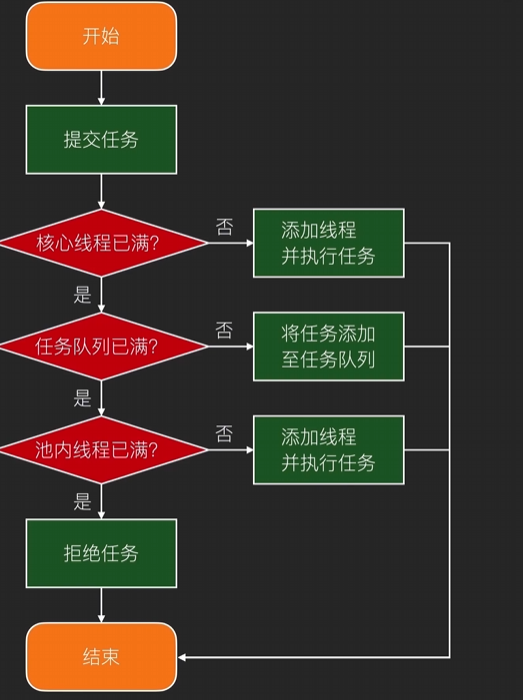 开始
提交任务
核心线程已满?
否
添加线程
并执行任务
是
任务队列已满?
否
将任务添加
至任务队列
是
池内线程已满?
否
添加线程
并执行任务
是
拒绝任务
结束